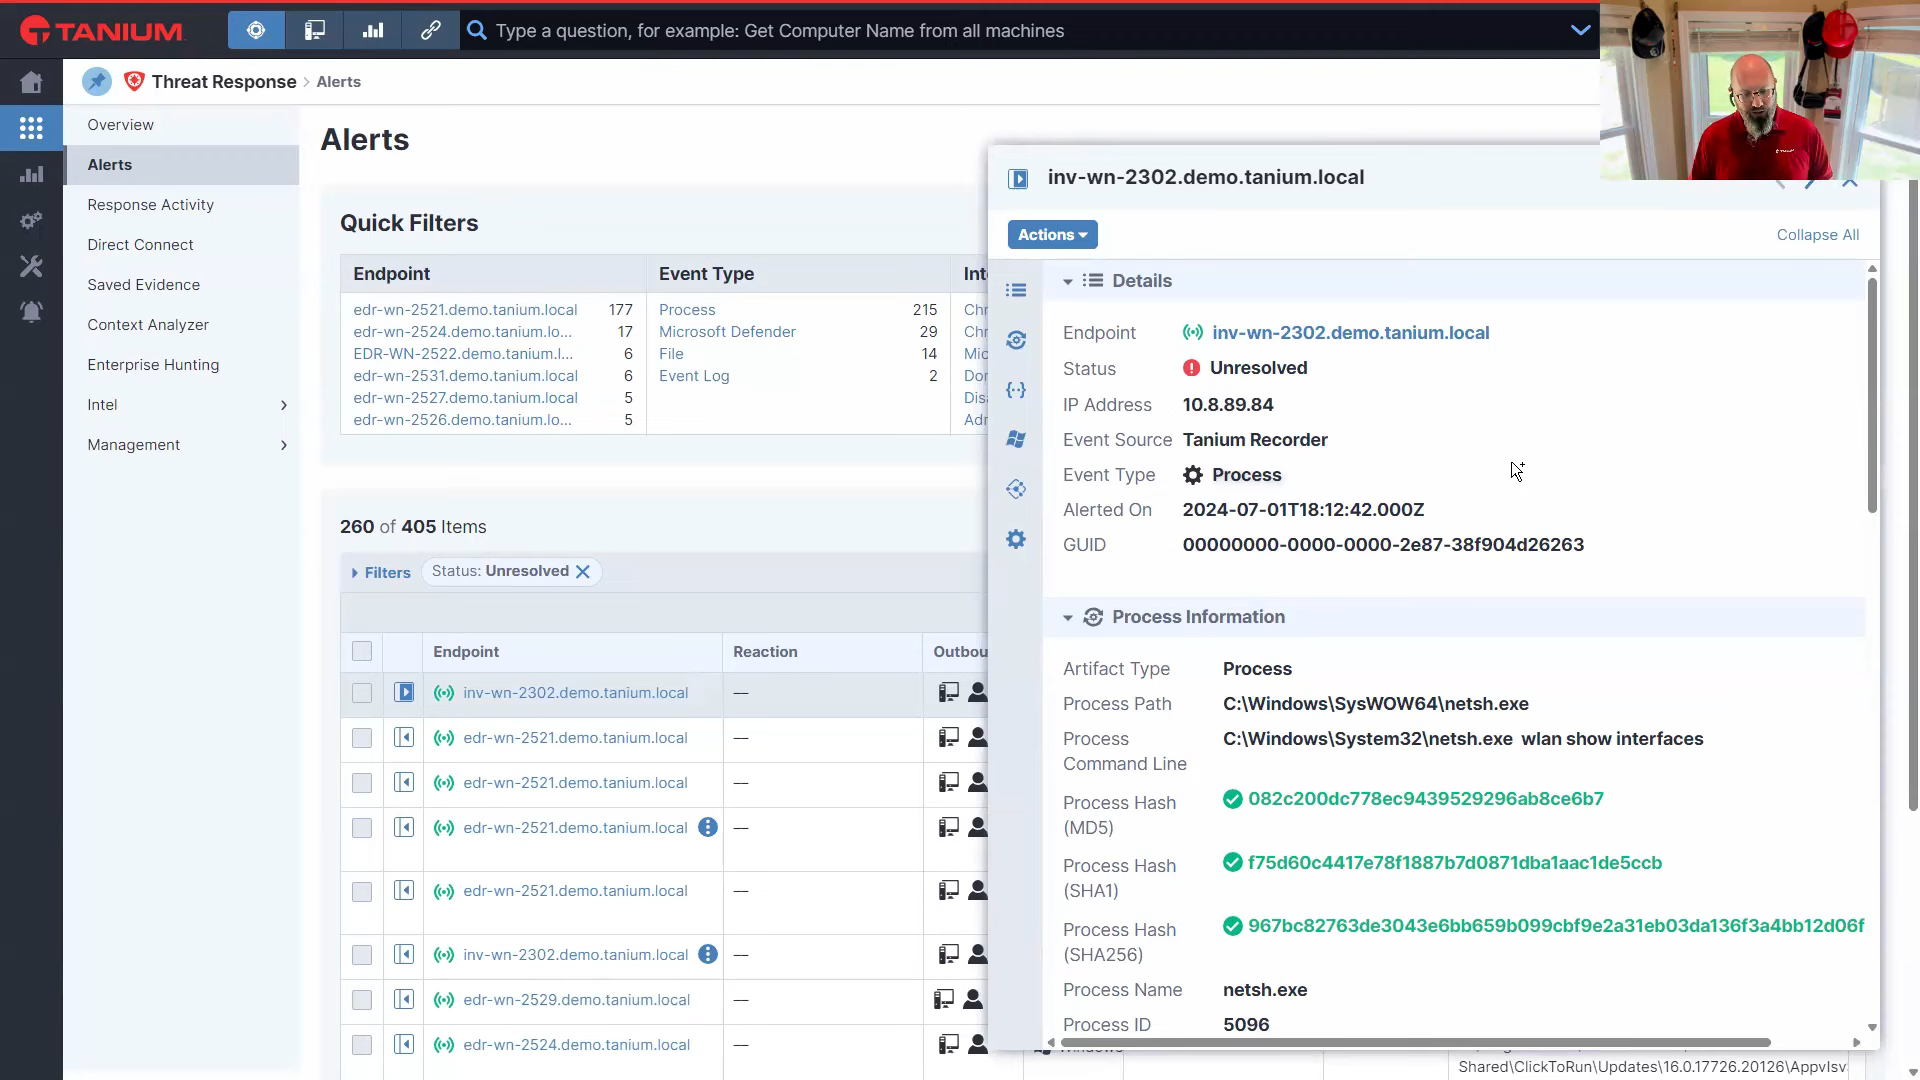 TANIUM
Type a question, for example: Get Computer Name from all machines
Threat Response > Alerts
Overview
Alerts
Response Activity
Direct Connect
Saved Evidence
Context Analyzer
Enterprise Hunting
Intel
Management
Alerts
Quick Filters
Endpoint
edr-wn-2521.demo.tanium.local 177
edr-wn-2524.demo.tanium.lo... 17
EDR-WN-2522.demo.tanium.l... 6
edr-wn-2531.demo.tanium.local 6
edr-wn-2527.demo.tanium.local 5
edr-wn-2526.demo.tanium.lo... 5
Event Type
Process 215
Microsoft Defender 29
File 14
Event Log 2
Int
Chr
Chr
Mic
Dor
Dis
Adr
260 of 405 Items
Filters Status: Unresolved
Endpoint Reaction Outbou
inv-wn-2302.demo.tanium.local —
edr-wn-2521.demo.tanium.local —
edr-wn-2521.demo.tanium.local —
edr-wn-2521.demo.tanium.local —
edr-wn-2521.demo.tanium.local —
inv-wn-2302.demo.tanium.local —
edr-wn-2529.demo.tanium.local —
edr-wn-2524.demo.tanium.local —
inv-wn-2302.demo.tanium.local
Actions
Collapse All
Details
Endpoint inv-wn-2302.demo.tanium.local
Status Unresolved
IP Address 10.8.89.84
Event Source Tanium Recorder
Event Type Process
Alerted On 2024-07-01T18:12:42.000Z
GUID 00000000-0000-0000-2e87-38f904d26263
Process Information
Artifact Type Process
Process Path C:\Windows\SysWOW64\netsh.exe
Process C:\Windows\System32\netsh.exe wlan show interfaces
Command Line
Process Hash 082c200dc778ec9439529296ab8ce6b7
(MD5)
Process Hash f75d60c4417e78f1887b7d0871dba1aac1de5ccb
(SHA1)
Process Hash 967bc82763de3043e6bb659b099cbf9e2a31eb03da136f3a4bb12d06f
(SHA256)
Process Name netsh.exe
Process ID 5096
Shared\ClickToRun\Updates\16.0.17726.20126\AppvIsv